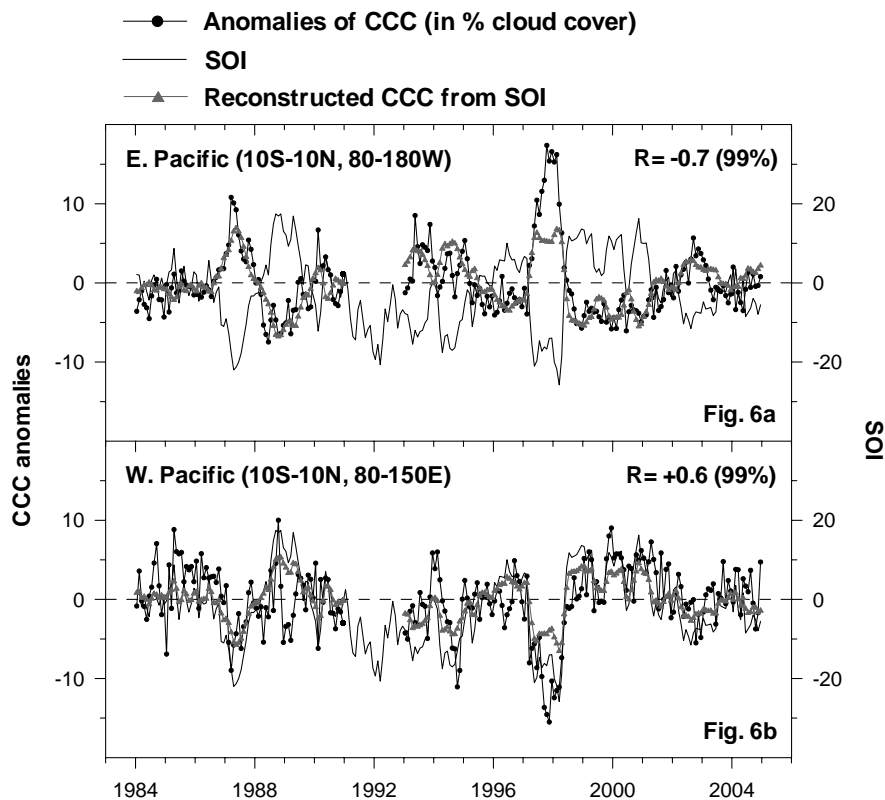 Anomalies of CCC (in % cloud cover)
SOI
Reconstructed CCC from SOI
E. Pacific (10S-10N, 80-180W)
R= -0.7 (99%)
10
0
-10
20
0
-20
Fig. 6a
CCC anomalies
SOI
W. Pacific (10S-10N, 80-150E)
R= +0.6 (99%)
10
0
-10
20
0
-20
Fig. 6b
1984 1988 1992 1996 2000 2004